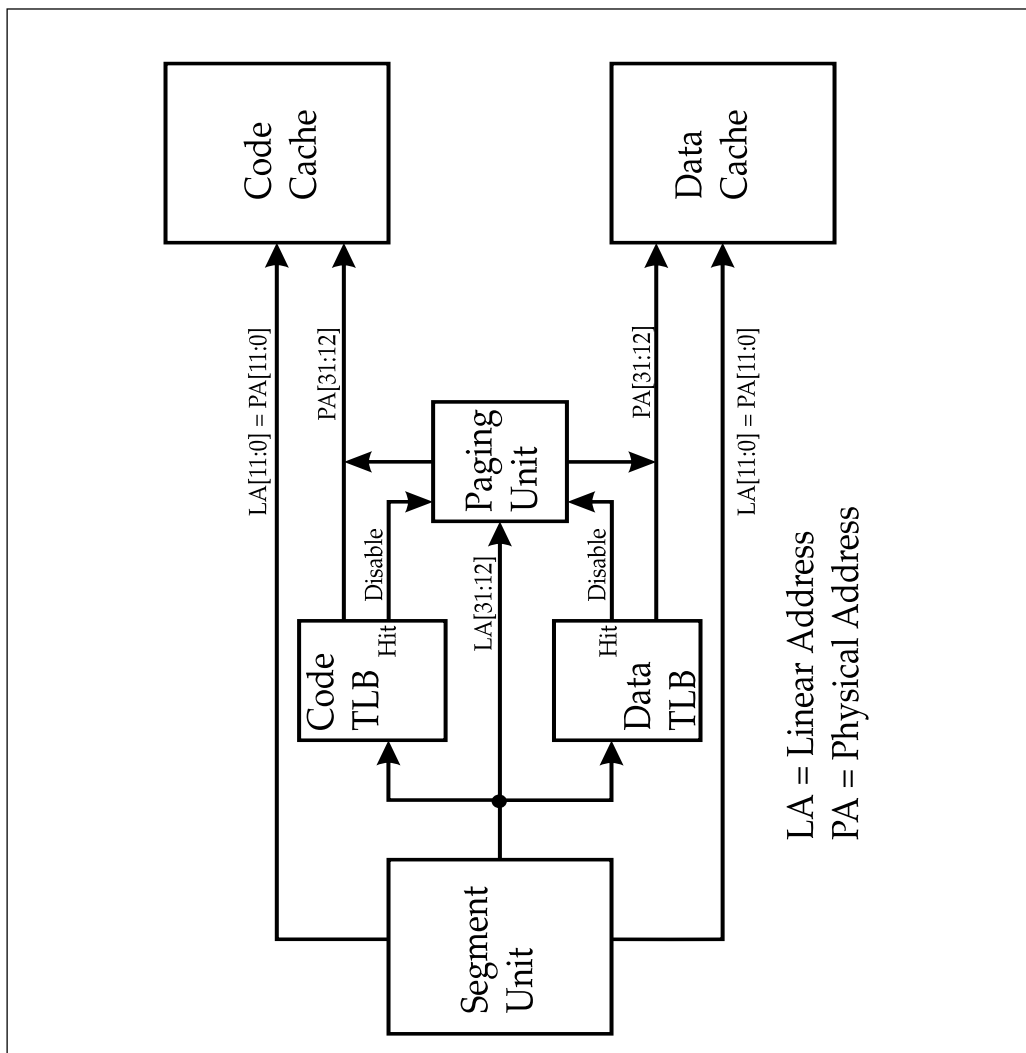 Segment
Unit
Code
TLB
Hit
Disable
LA[31:12]
Data
TLB
Hit
Disable
Paging
Unit
LA[11:0] = PA[11:0]
PA[31:12]
PA[31:12]
LA[11:0] = PA[11:0]
Code
Cache
Data
Cache
LA = Linear Address
PA = Physical Address